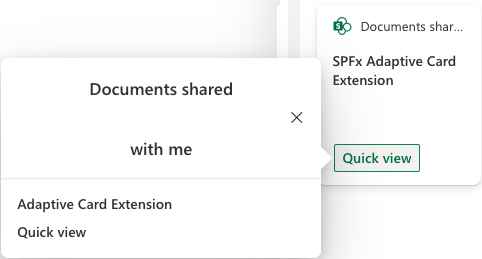 Documents shar...
SPFx Adaptive Card
Extension
Quick view
Documents shared
with me
Adaptive Card Extension
Quick view